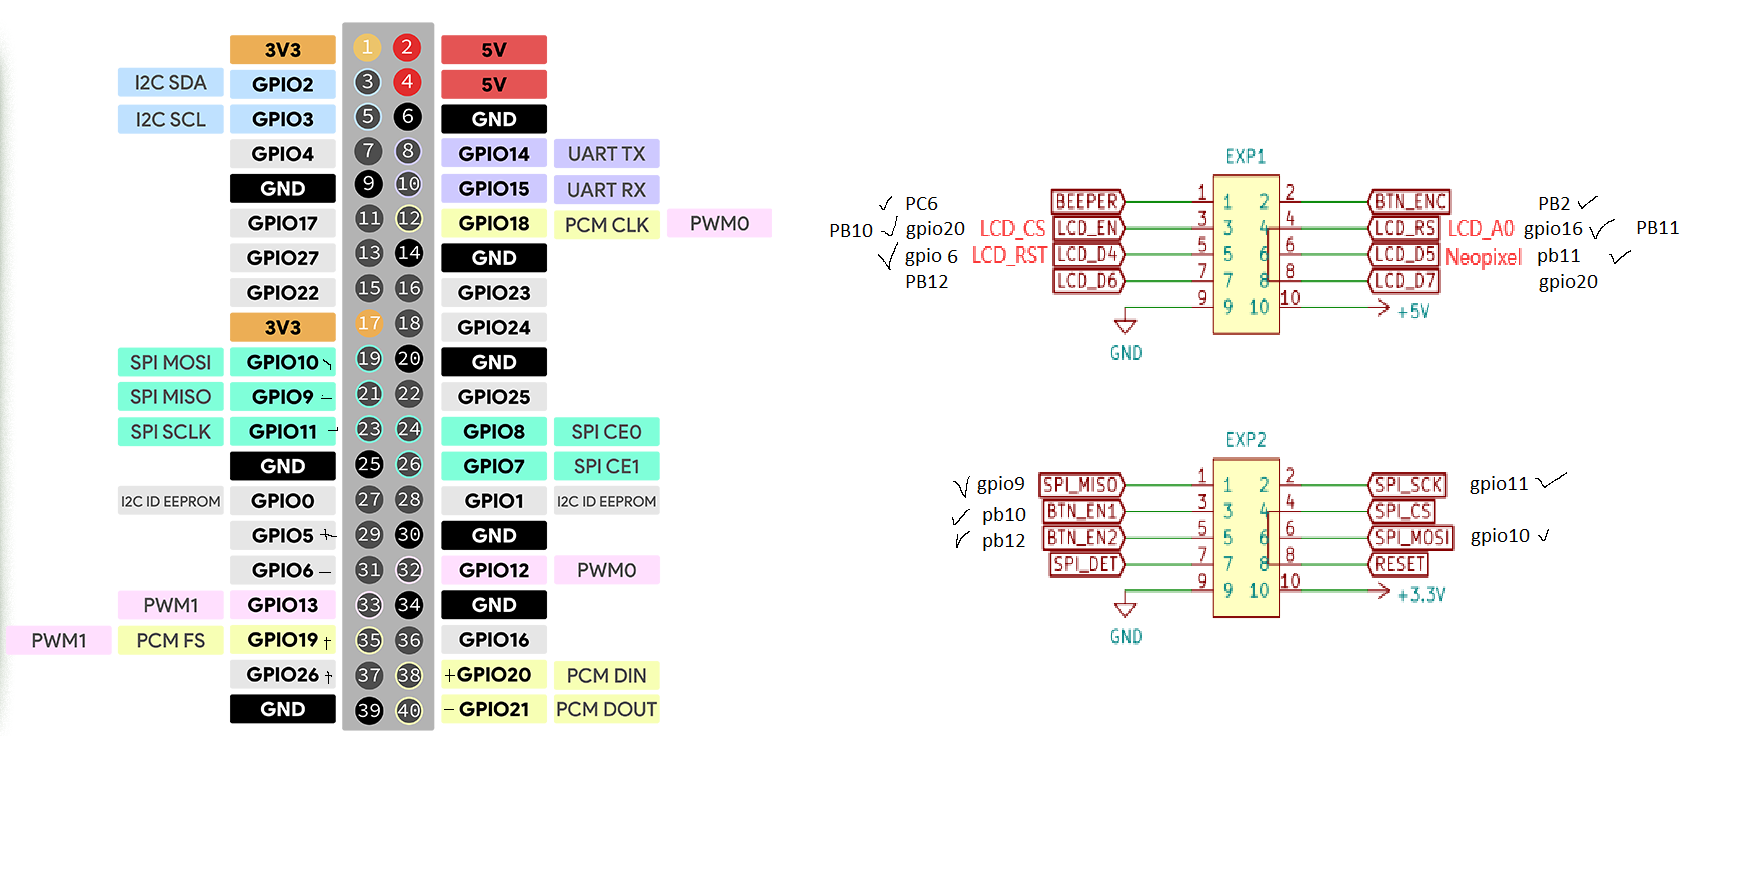 3V3 1 2 5V
I2C SDA GPIO2 3 4 5V
I2C SCL GPIO3 5 6 GND
GPIO4 7 8 GPIO14 UART TX
GND 9 10 GPIO15 UART RX
GPIO17 11 12 GPIO18 PCM CLK PWM0
GPIO27 13 14 GND
GPIO22 15 16 GPIO23
3V3 17 18 GPIO24
SPI MOSI GPIO10 19 20 GND
SPI MISO GPIO9 – 21 22 GPIO25
SPI SCLK GPIO11 – 23 24 GPIO8 SPI CE0
GND 25 26 GPIO7 SPI CE1
I2C ID EEPROM GPIO0 27 28 GPIO1 I2C ID EEPROM
GPIO5 + 29 30 GND
GPIO6 – 31 32 GPIO12 PWM0
PWM1 GPIO13 33 34 GND
PWM1 PCM FS GPIO19 + 35 36 GPIO16
GPIO26 + 37 38 +GPIO20 PCM DIN
GND 39 40 – GPIO21 PCM DOUT
EXP1
✓ PC6 BEEPER 1 1 2 2 BTN_ENC PB2 ✓
PB10 ✓ gpio20 LCD_CS LCD_EN 3 3 4 4 LCD_RS LCD_A0 gpio16 ✓ PB11
✓ gpio 6 LCD_RST LCD_D4 5 5 6 6 LCD_D5 Neopixel pb11 ✓
PB12 LCD_D6 7 7 8 8 LCD_D7 gpio20
9 9 10 10 +5V
GND
EXP2
✓ gpio9 SPI_MISO 1 1 2 2 SPI_SCK gpio11 ✓
✓ pb10 BTN_EN1 3 3 4 4 SPI_CS
✓ pb12 BTN_EN2 5 5 6 6 SPI_MOSI gpio10 ✓
SPI_DET 7 7 8 8 RESET
9 9 10 10 +3.3V
GND